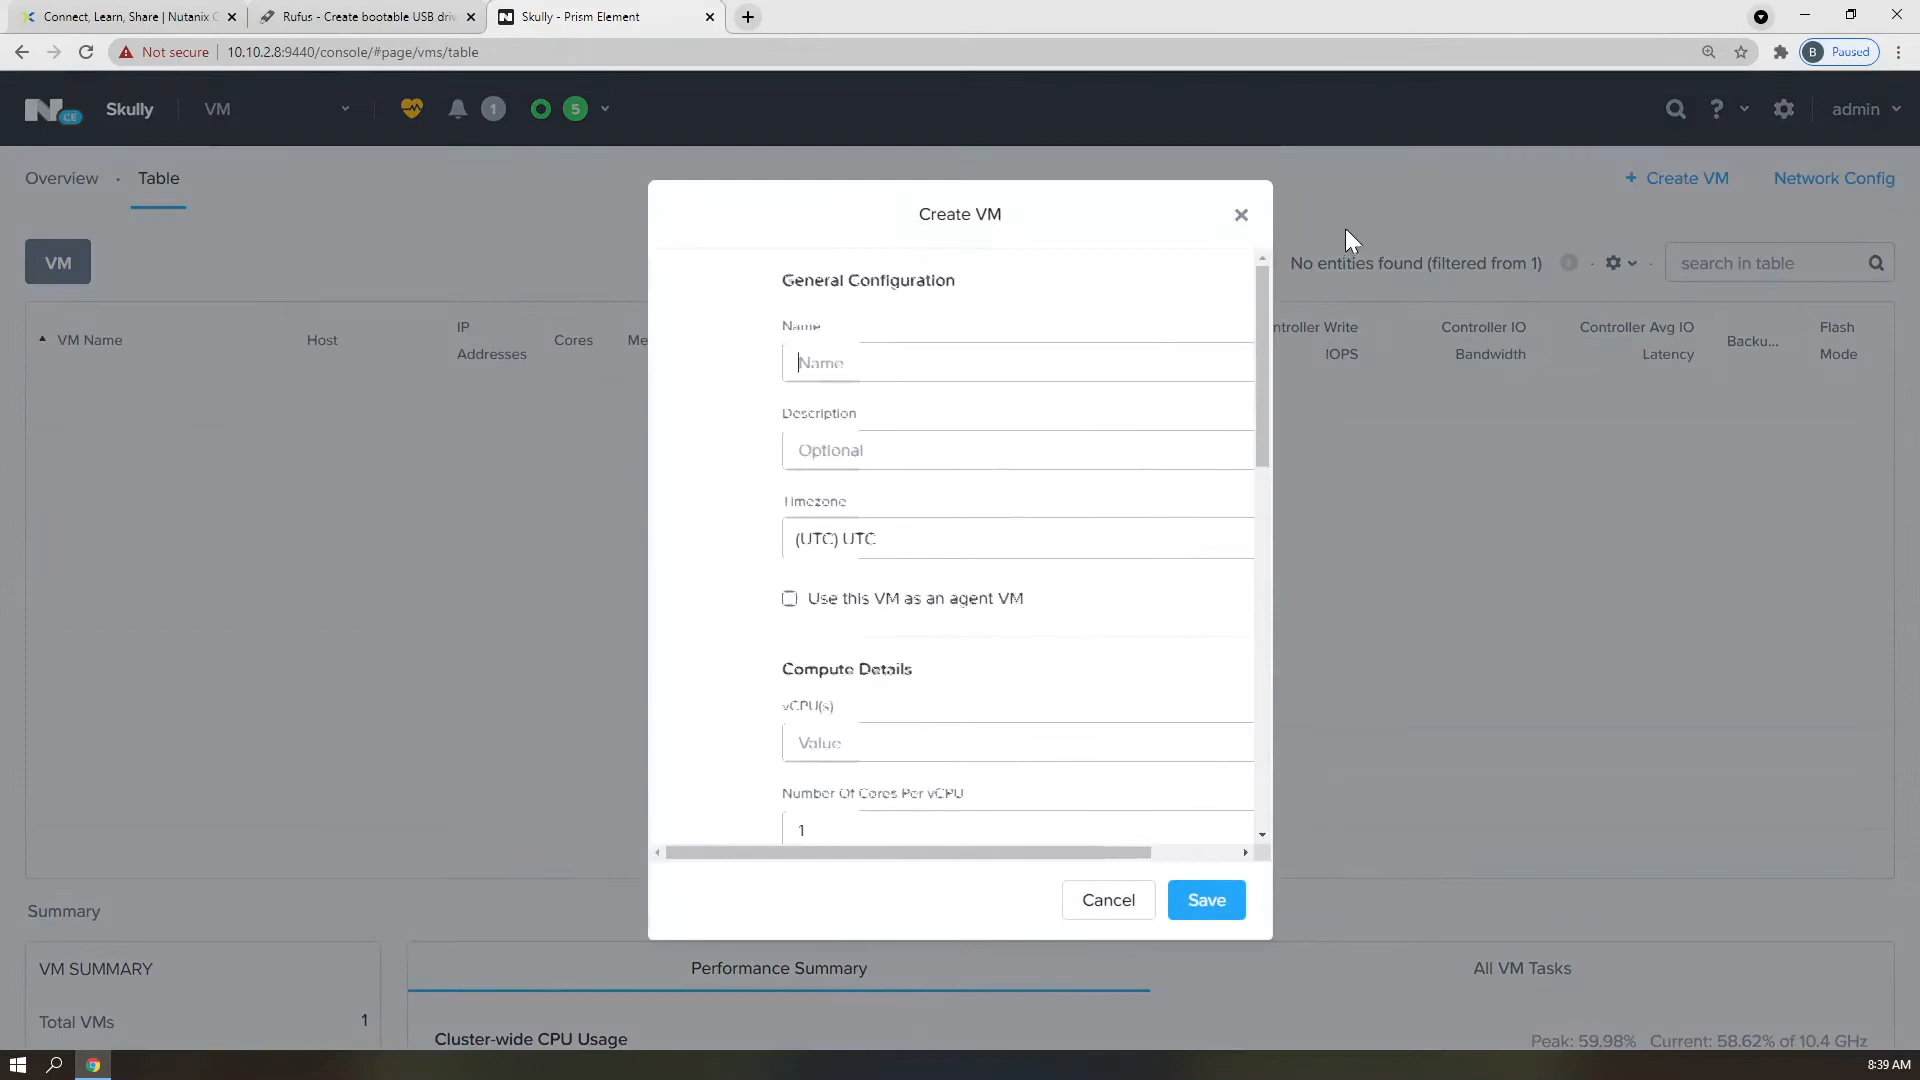 Connect, Learn, Share | Nutanix C
Rufus - Create bootable USB driv
Skully - Prism Element
Not secure
10.10.2.8:9440/console/#page/vms/table
B Paused
N CE Skully
VM
1
5
?
admin
Overview · Table
+ Create VM
Network Config
VM
No entities found (filtered from 1)
search in table
VM Name
Host
IP Addresses
Cores
Me
ntroller Write IOPS
Controller IO Bandwidth
Controller Avg IO Latency
Backu...
Flash Mode
Create VM
General Configuration
Name
Name
Description
Optional
Timezone
(UTC) UTC
Use this VM as an agent VM
Compute Details
vCPU(s)
Value
Number Of Cores Per vCPU
1
Cancel
Save
Summary
VM SUMMARY
Total VMs 1
Performance Summary
All VM Tasks
Cluster-wide CPU Usage
Peak: 59.98% Current: 58.62% of 10.4 GHz
8:39 AM